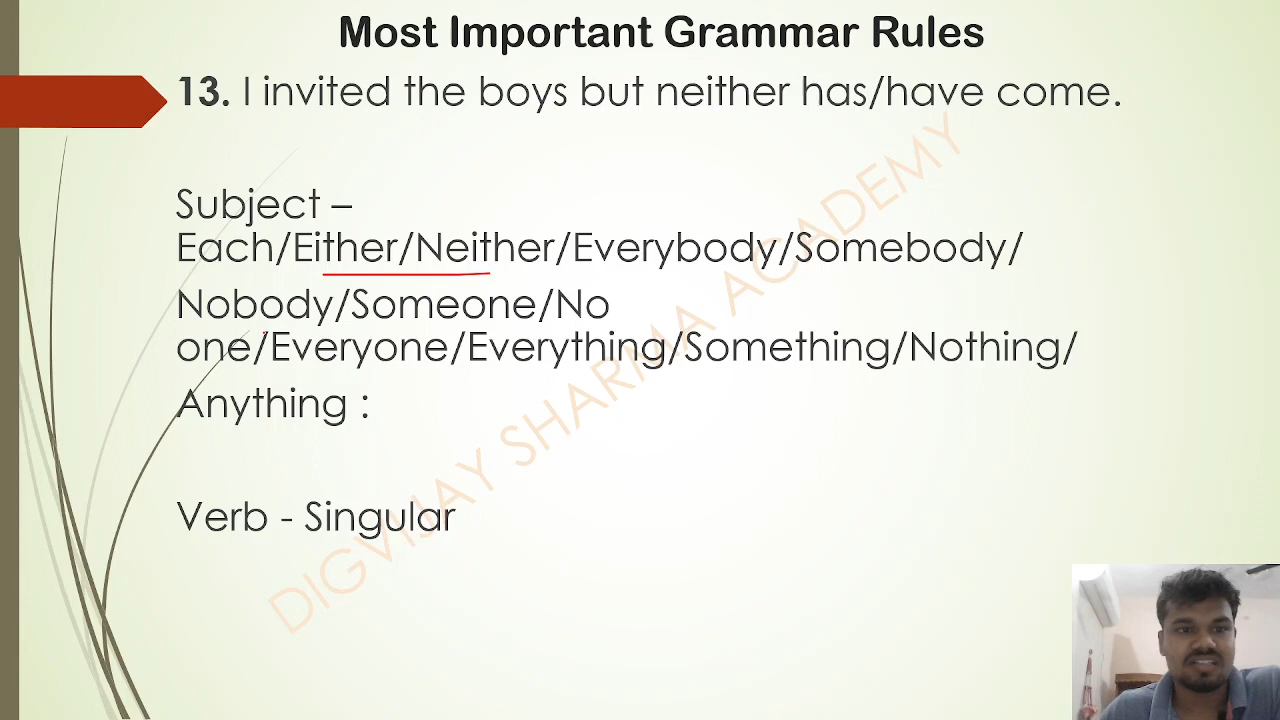 Most Important Grammar Rules
13. I invited the boys but neither has/have come.
Subject –
Each/Either/Neither/Everybody/Somebody/
Nobody/Someone/No
one/Everyone/Everything/Something/Nothing/
Anything :
Verb - Singular
DIGVIJAY SHARMA ACADEMY